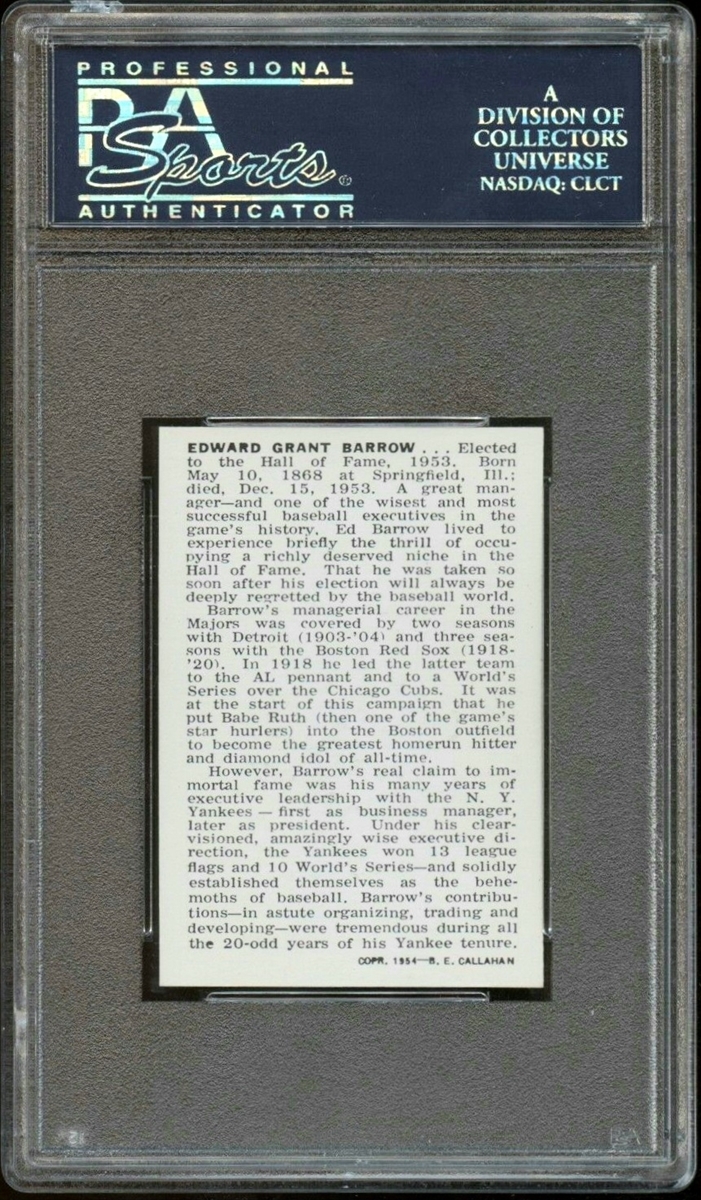 PROFESSIONAL
PSA
Sports
AUTHENTICATOR
A
DIVISION OF
COLLECTORS
UNIVERSE
NASDAQ: CLCT
EDWARD GRANT BARROW . . . Elected
to the Hall of Fame, 1953. Born
May 10, 1868 at Springfield, Ill.;
died, Dec. 15, 1953. A great man-
ager—and one of the wisest and most
successful baseball executives in the
game's history. Ed Barrow lived to
experience briefly the thrill of occu-
pying a richly deserved niche in the
Hall of Fame. That he was taken so
soon after his election will always be
deeply regretted by the baseball world.
Barrow's managerial career in the
Majors was covered by two seasons
with Detroit (1903-'04) and three sea-
sons with the Boston Red Sox (1918-
'20). In 1918 he led the latter team
to the AL pennant and to a World's
Series over the Chicago Cubs. It was
at the start of this campaign that he
put Babe Ruth (then one of the game's
star hurlers) into the Boston outfield
to become the greatest homerun hitter
and diamond idol of all-time.
However, Barrow's real claim to im-
mortal fame was his many years of
executive leadership with the N. Y.
Yankees — first as business manager,
later as president. Under his clear-
visioned, amazingly wise executive di-
rection, the Yankees won 13 league
flags and 10 World's Series—and solidly
established themselves as the behe-
moths of baseball. Barrow's contribu-
tions—in astute organizing, trading and
developing—were tremendous during all
the 20-odd years of his Yankee tenure.
COPR. 1954—B. E. CALLAHAN